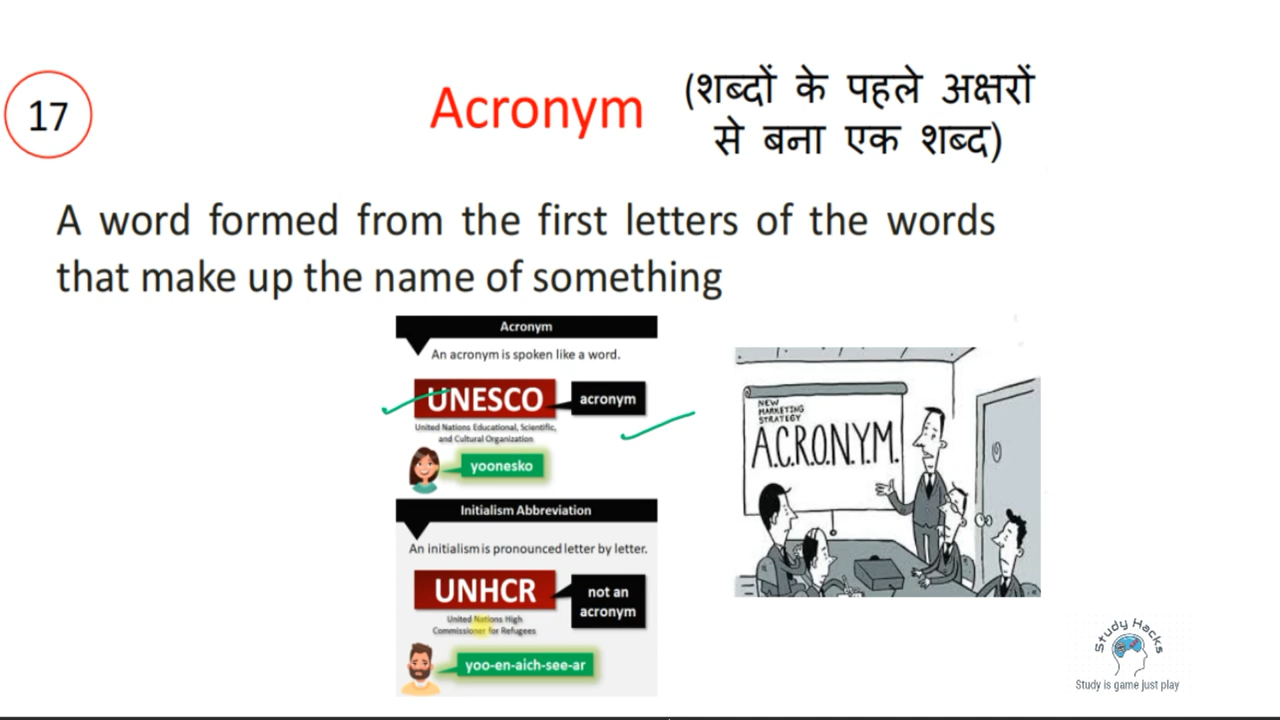 17
Acronym
(शब्दों के पहले अक्षरों
से बना एक शब्द)
A word formed from the first letters of the words
that make up the name of something
Acronym
An acronym is spoken like a word.
UNESCO
acronym
United Nations Educational, Scientific,
and Cultural Organization
yoonesko
Initialism Abbreviation
An initialism is pronounced letter by letter.
UNHCR
not an
acronym
United Nations High
Commissioner for Refugees
yoo-en-aich-see-ar
NEW
MARKETING
STRATEGY
A.C.R.O.N.Y.M.
Study Hacks
Study is game just play